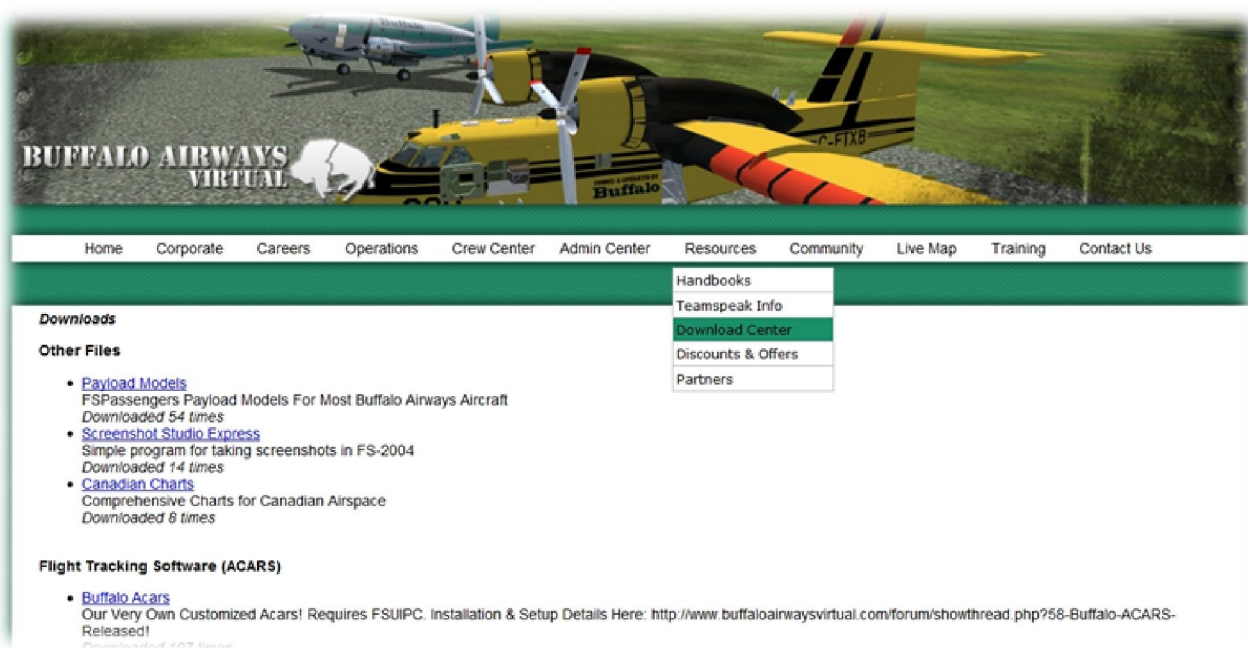 Buffalo
C-FTXB
BUFFALO AIRWAYS
VIRTUAL
Buffalo
Home Corporate Careers Operations Crew Center Admin Center Resources Community Live Map Training Contact Us
Handbooks
Teamspeak Info
Download Center
Discounts & Offers
Partners
Downloads
Other Files
Payload Models
FSPassengers Payload Models For Most Buffalo Airways Aircraft
Downloaded 54 times
Screenshot Studio Express
Simple program for taking screenshots in FS-2004
Downloaded 14 times
Canadian Charts
Comprehensive Charts for Canadian Airspace
Downloaded 8 times
Flight Tracking Software (ACARS)
Buffalo Acars
Our Very Own Customized Acars! Requires FSUIPC. Installation & Setup Details Here: http://www.buffaloairwaysvirtual.com/forum/showthread.php?58-Buffalo-ACARS-
Released!
Downloaded 107 times